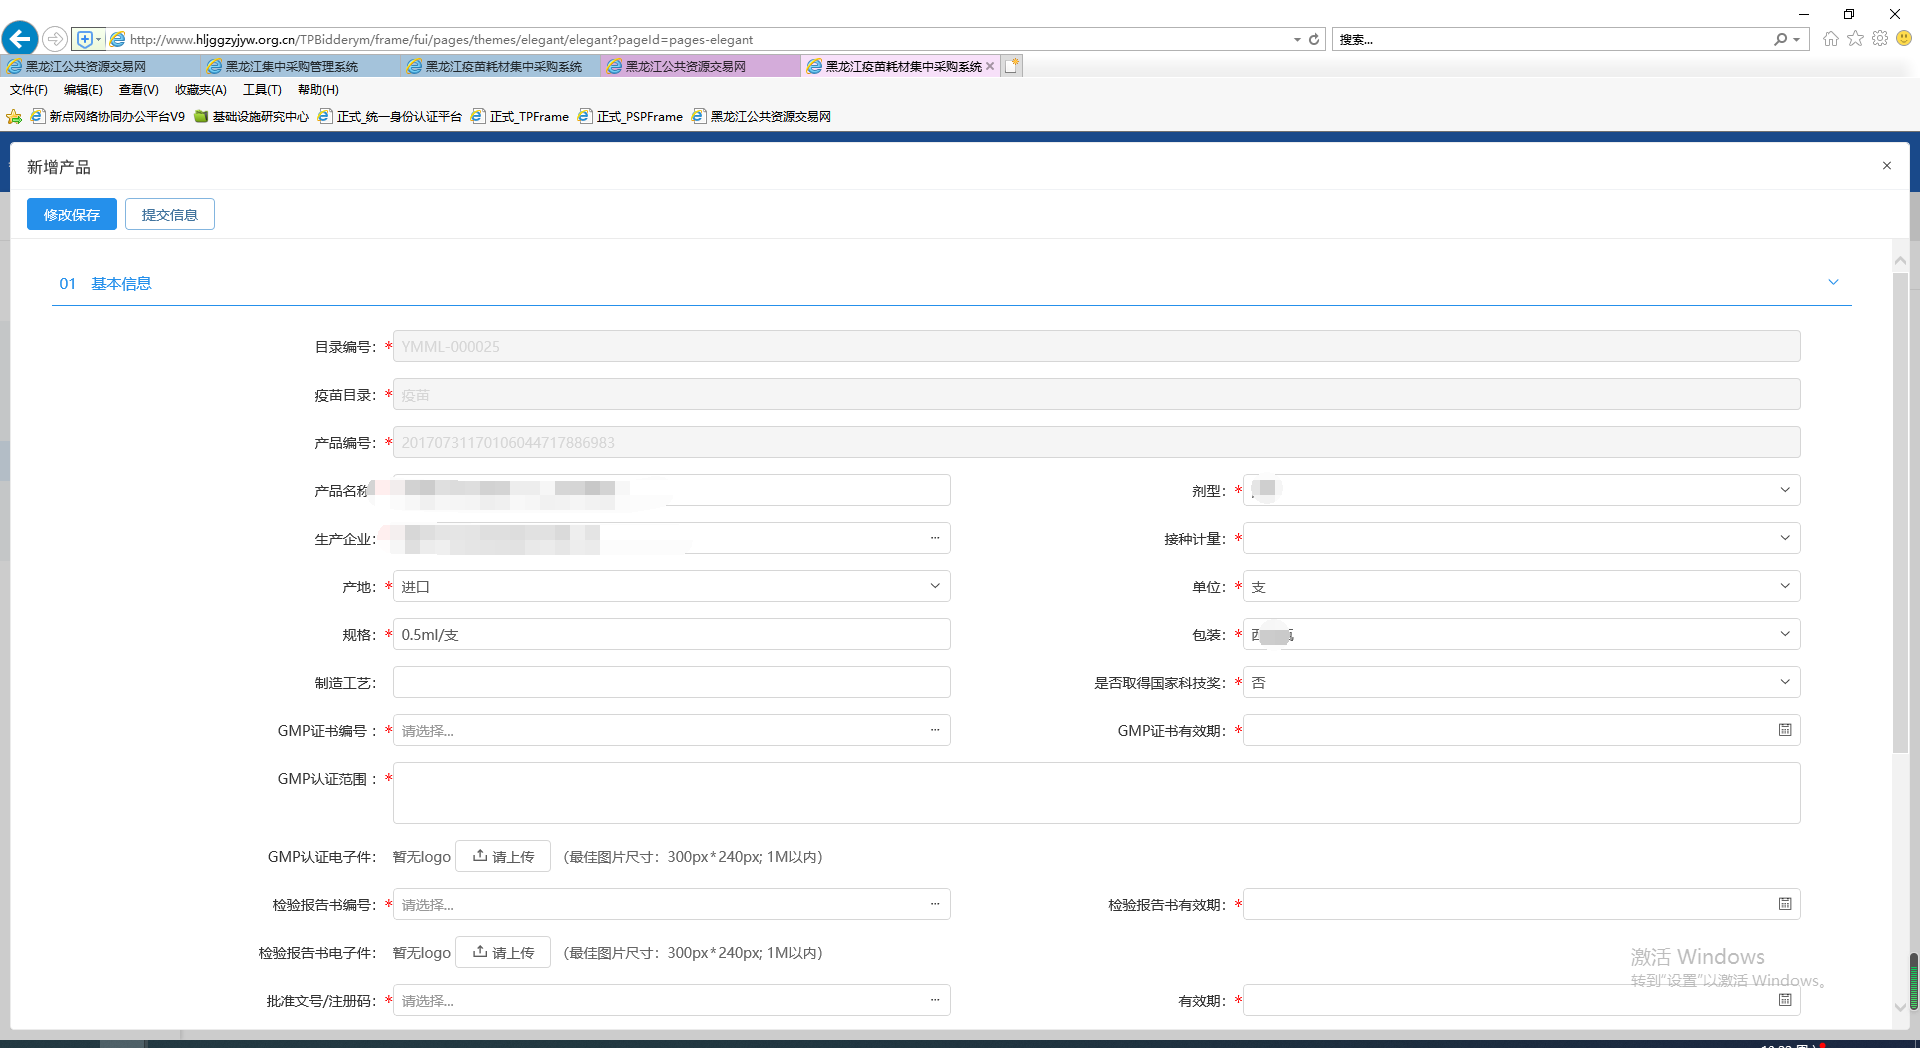 http://www.hljggzyjyw.org.cn/TPBidderym/frame/fui/pages/themes/elegant/elegant?pageId=pages-elegant
搜索...
黑龙江公共资源交易网 黑龙江集中采购管理系统 黑龙江疫苗耗材集中采购系统 黑龙江公共资源交易网 黑龙江疫苗耗材集中采购系统
文件(F) 编辑(E) 查看(V) 收藏夹(A) 工具(T) 帮助(H)
新点网络协同办公平台V9 基础设施研究中心 正式_统一身份认证平台 正式_TPFrame 正式_PSPFrame 黑龙江公共资源交易网
新增产品
修改保存 提交信息
01 基本信息
目录编号：* YMML-000025
疫苗目录：* 疫苗
产品编号：* 20170731170106044717886983
产品名称 剂型：*
生产企业： 接种计量：*
产地：* 进口 单位：* 支
规格：* 0.5ml/支 包装：*
制造工艺： 是否取得国家科技奖：* 否
GMP证书编号：* 请选择... GMP证书有效期：*
GMP认证范围：*
GMP认证电子件： 暂无logo 请上传 （最佳图片尺寸：300px*240px; 1M以内）
检验报告书编号：* 请选择... 检验报告书有效期：*
检验报告书电子件： 暂无logo 请上传 （最佳图片尺寸：300px*240px; 1M以内）
批准文号/注册码：* 请选择... 有效期：*
激活 Windows
转到"设置"以激活 Windows。